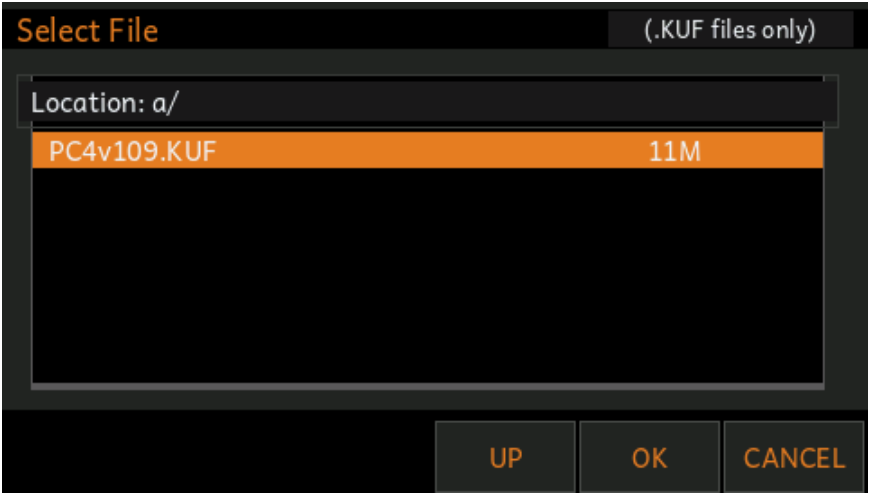 Select File
(.KUF files only)
Location: a/
PC4v109.KUF 11M
UP OK CANCEL